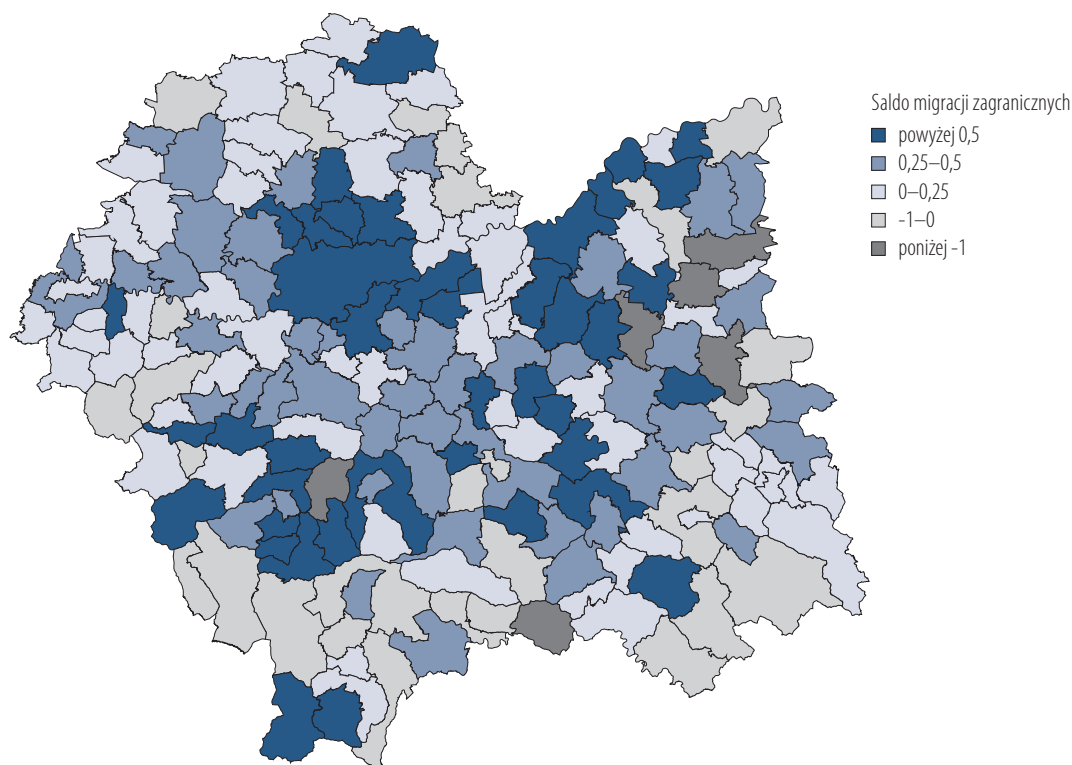 Saldo migracji zagranicznych
powyżej 0,5
0,25–0,5
0–0,25
-1–0
poniżej -1